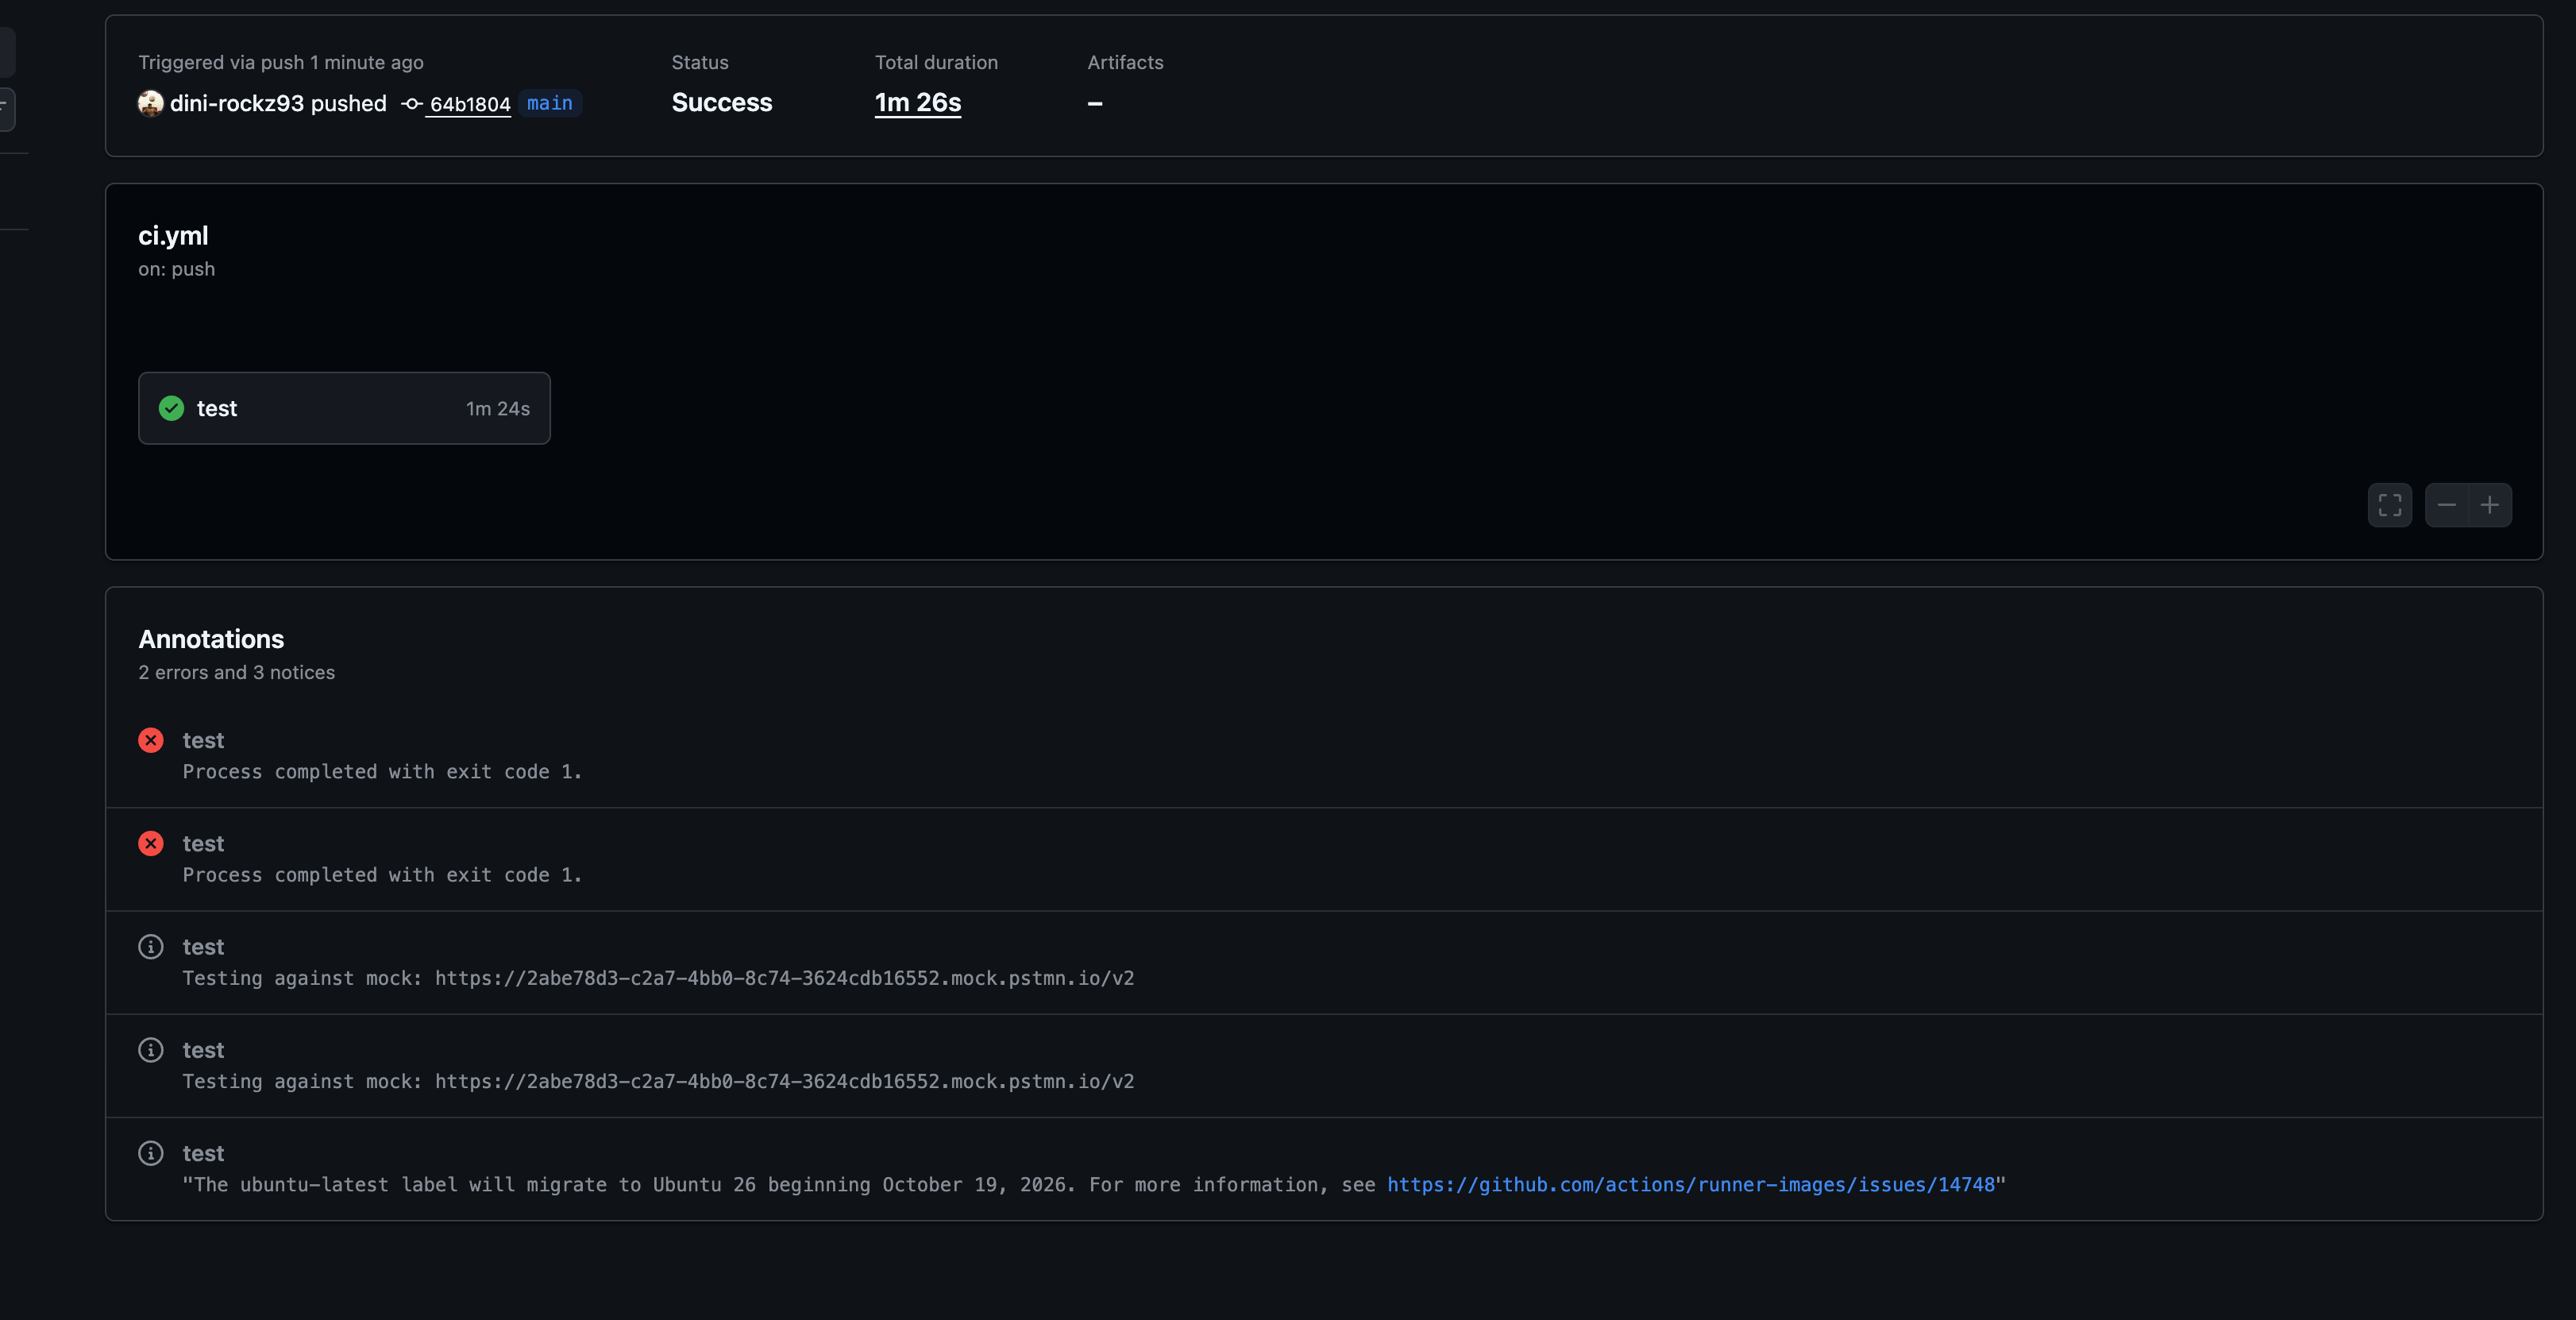 Triggered via push 1 minute ago
dini-rockz93 pushed 64b1804 main
Status
Success
Total duration
1m 26s
Artifacts
–
ci.yml
on: push
test 1m 24s
Annotations
2 errors and 3 notices
test
Process completed with exit code 1.
test
Process completed with exit code 1.
test
Testing against mock: https://2abe78d3-c2a7-4bb0-8c74-3624cdb16552.mock.pstmn.io/v2
test
Testing against mock: https://2abe78d3-c2a7-4bb0-8c74-3624cdb16552.mock.pstmn.io/v2
test
"The ubuntu-latest label will migrate to Ubuntu 26 beginning October 19, 2026. For more information, see https://github.com/actions/runner-images/issues/14748"